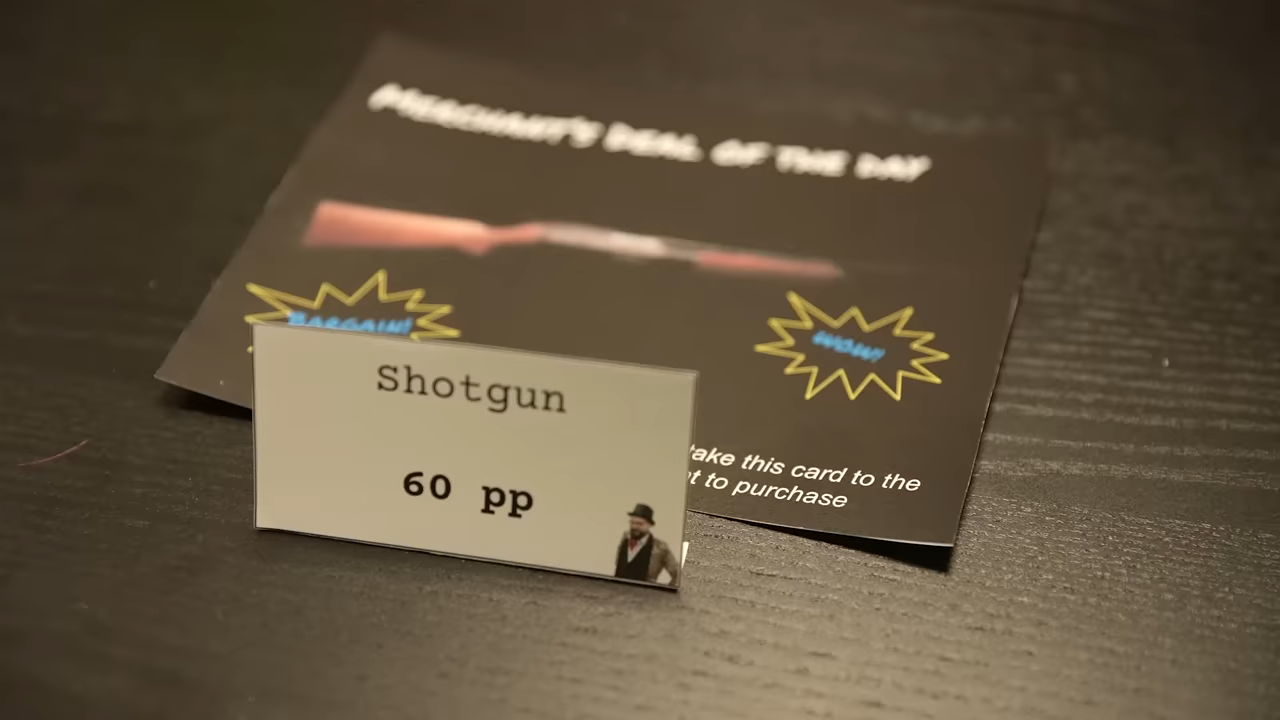 MERCHANT'S DEAL OF THE DAY
BARGAIN!
WOW!
Shotgun
60 pp
take this card to the
to purchase